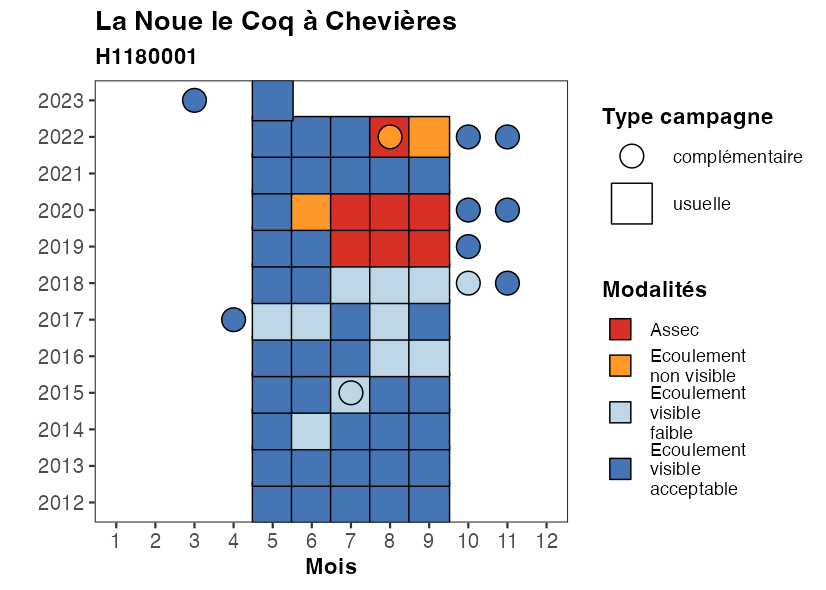 La Noue le Coq à Chevières
H1180001
2023
2022
2021
2020
2019
2018
2017
2016
2015
2014
2013
2012
1 2 3 4 5 6 7 8 9 10 11 12
Mois
Type campagne
complémentaire
usuelle
Modalités
Assec
Ecoulement
non visible
Ecoulement
visible
faible
Ecoulement
visible
acceptable